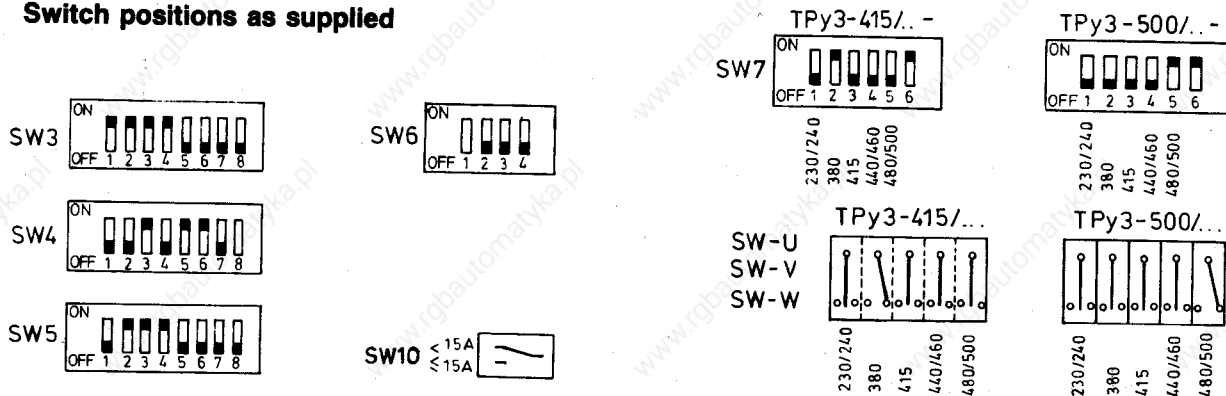 Switch positions as supplied
SW3
ON
OFF 1 2 3 4 5 6 7 8
SW4
ON
OFF 1 2 3 4 5 6 7 8
SW5
ON
OFF 1 2 3 4 5 6 7 8
SW6
ON
OFF 1 2 3 4
SW10
≤ 15A
≤ 15A
TPy3-415/.. -
SW7
ON
OFF 1 2 3 4 5 6
230/240
380
415
440/460
480/500
TPy3-500/.. -
ON
OFF 1 2 3 4 5 6
230/240
380
415
440/460
480/500
SW-U
SW-V
SW-W
TPy3-415/...
230/240
380
415
440/460
480/500
TPy3-500/...
230/240
380
415
440/460
480/500
www.rgbautomatyka.pl